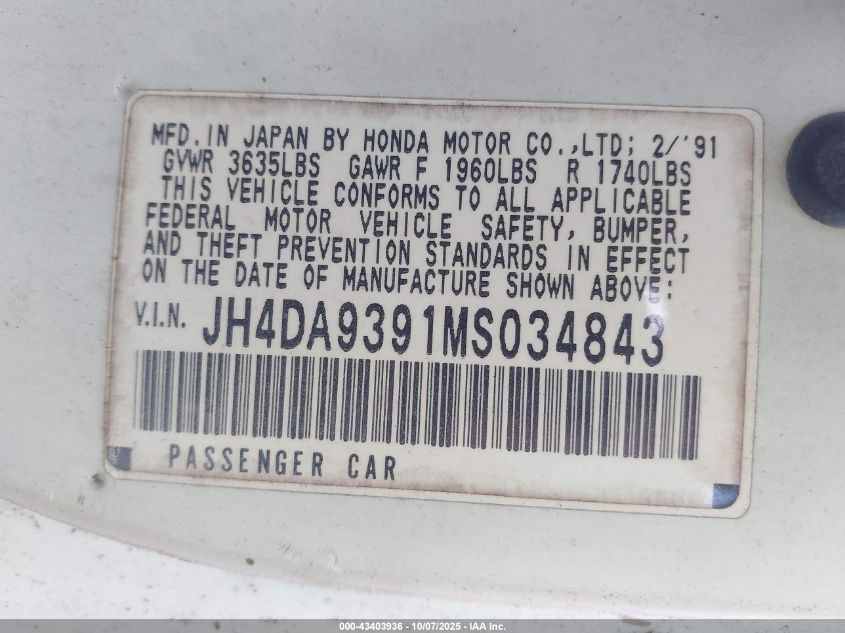 MFD. IN JAPAN BY HONDA MOTOR CO.,LTD; 2/'91
GVWR 3635LBS GAWR F 1960LBS R 1740LBS
THIS VEHICLE CONFORMS TO ALL APPLICABLE
FEDERAL MOTOR VEHICLE SAFETY, BUMPER,
AND THEFT PREVENTION STANDARDS IN EFFECT
ON THE DATE OF MANUFACTURE SHOWN ABOVE:
V.I.N. JH4DA9391MS034843
PASSENGER CAR
000-43403936 - 10/07/2025 - IAA Inc.